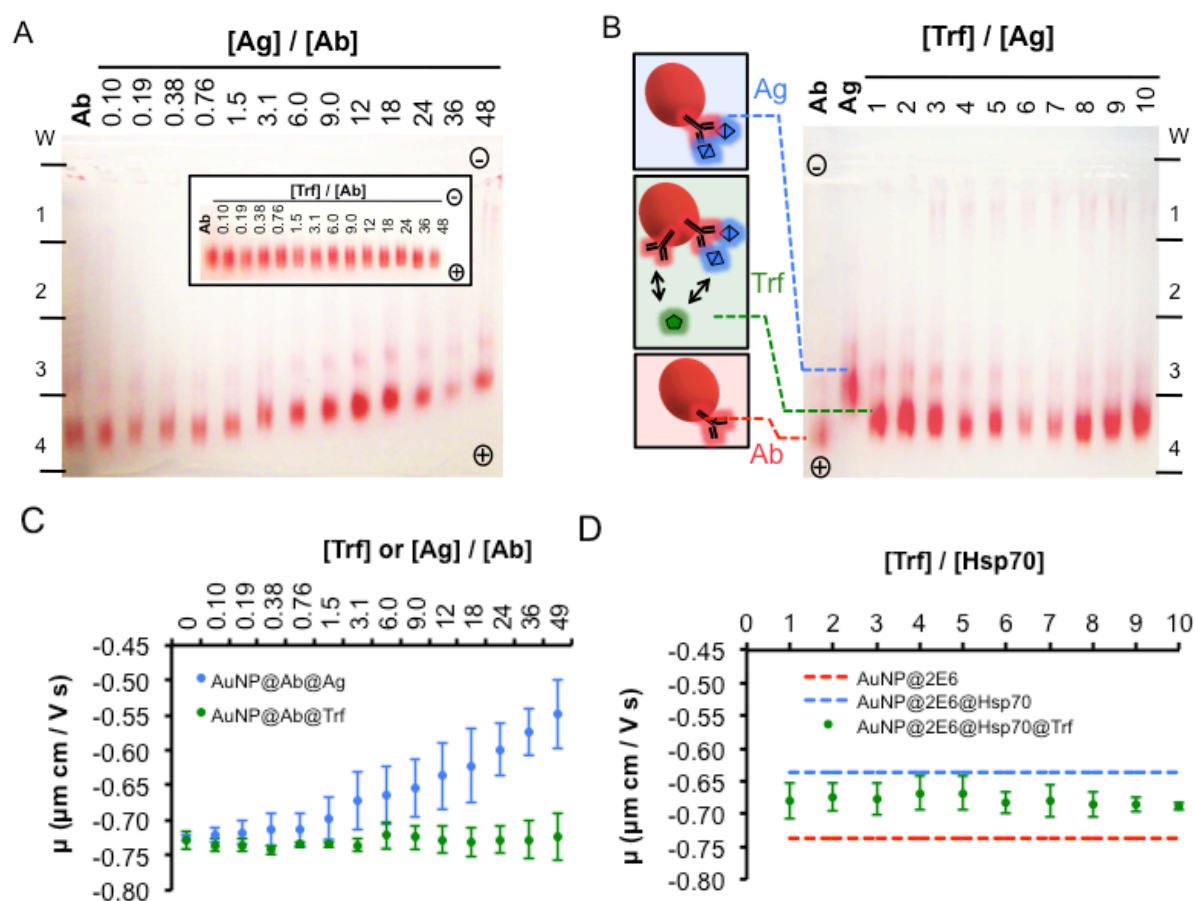 A
[Ag] / [Ab]
Ab 0.10 0.19 0.38 0.76 1.5 3.1 6.0 9.0 12 18 24 36 48
W
1
2
3
4
-
+
[Trf] / [Ab]
Ab 0.10 0.19 0.38 0.76 1.5 3.1 6.0 9.0 12 18 24 36 48
-
+
B
[Trf] / [Ag]
Ab Ag 1 2 3 4 5 6 7 8 9 10
W
1
2
3
4
-
+
Ag
Trf
Ab
C
[Trf] or [Ag] / [Ab]
0 0.10 0.19 0.38 0.76 1.5 3.1 6.0 9.0 12 18 24 36 49
-0.45
-0.50
-0.55
-0.60
-0.65
-0.70
-0.75
-0.80
µ (µm cm / V s)
AuNP@Ab@Ag
AuNP@Ab@Trf
D
[Trf] / [Hsp70]
0 1 2 3 4 5 6 7 8 9 10
-0.45
-0.50
-0.55
-0.60
-0.65
-0.70
-0.75
-0.80
µ (µm cm / V s)
AuNP@2E6
AuNP@2E6@Hsp70
AuNP@2E6@Hsp70@Trf